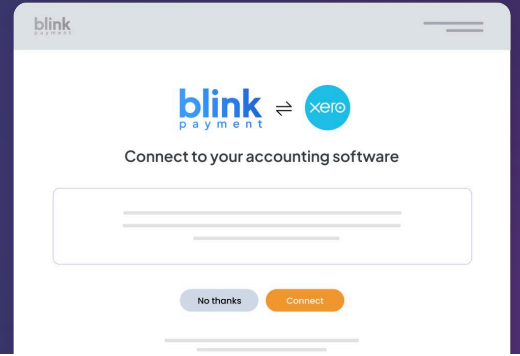 blink
payment
blink
payment
xero
Connect to your accounting software
No thanks
Connect